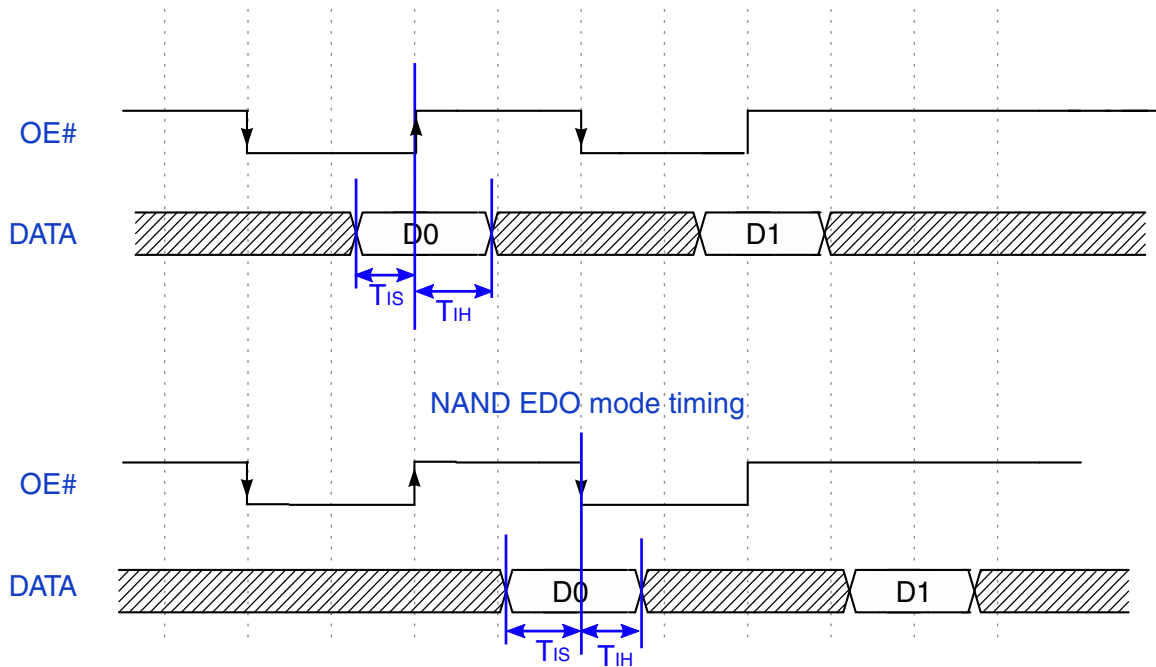 OE#
DATA D0 D1
TIS TIH
NAND EDO mode timing
OE#
DATA D0 D1
TIS TIH